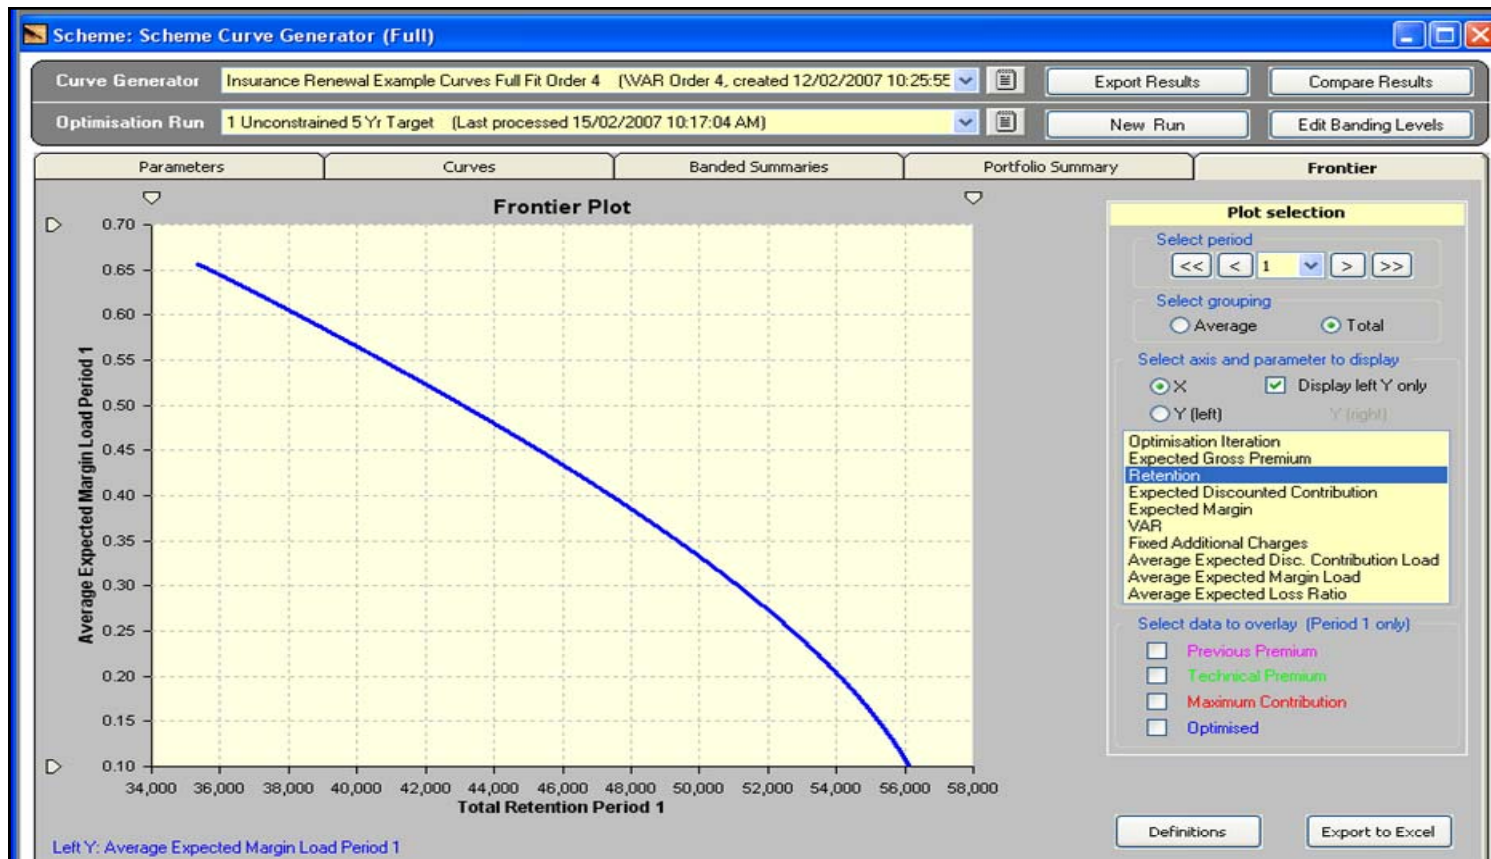 Scheme: Scheme Curve Generator (Full)
Curve Generator Insurance Renewal Example Curves Full Fit Order 4 (WAR Order 4, created 12/02/2007 10:25:55 Export Results Compare Results
Optimisation Run 1 Unconstrained 5 Yr Target (Last processed 15/02/2007 10:17:04 AM) New Run Edit Banding Levels
Parameters Curves Banded Summaries Portfolio Summary Frontier
Frontier Plot
0.70
0.65
0.60
0.55
0.50
0.45
0.40
0.35
0.30
0.25
0.20
0.15
0.10
Average Expected Margin Load Period 1
34,000 36,000 38,000 40,000 42,000 44,000 46,000 48,000 50,000 52,000 54,000 56,000 58,000
Total Retention Period 1
Left Y: Average Expected Margin Load Period 1
Plot selection
Select period
<< < 1 > >>
Select grouping
Average Total
Select axis and parameter to display
X Display left Y only
Y (left) Y (right)
Optimisation Iteration
Expected Gross Premium
Retention
Expected Discounted Contribution
Expected Margin
VAR
Fixed Additional Charges
Average Expected Disc. Contribution Load
Average Expected Margin Load
Average Expected Loss Ratio
Select data to overlay (Period 1 only)
Previous Premium
Technical Premium
Maximum Contribution
Optimised
Definitions Export to Excel